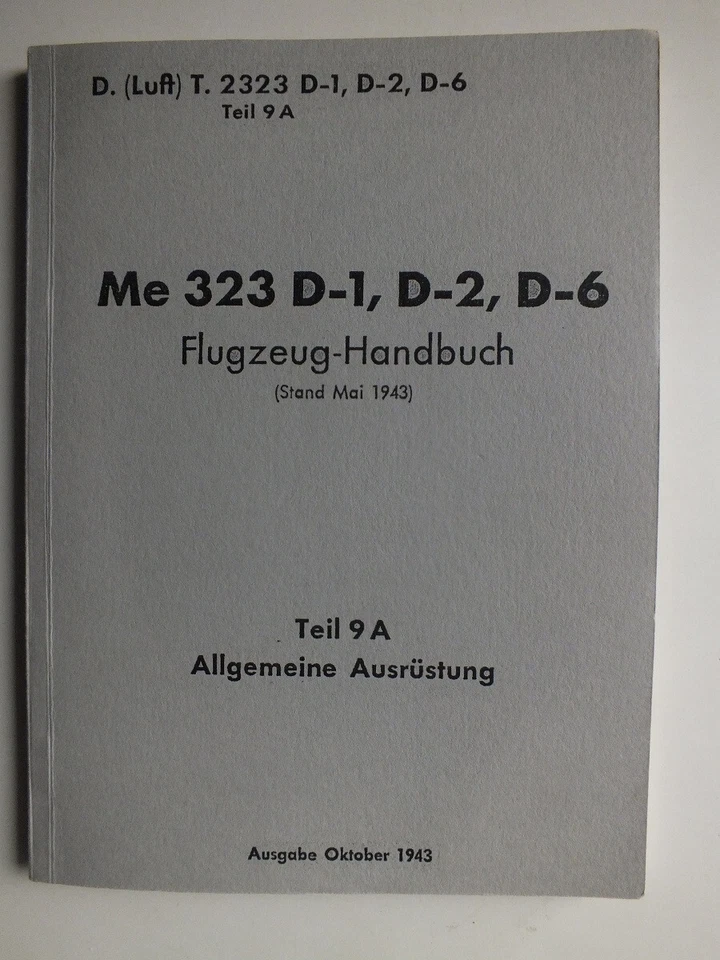 D. (Luft) T. 2323 D-1, D-2, D-6
Teil 9 A
Me 323 D-1, D-2, D-6
Flugzeug-Handbuch
(Stand Mai 1943)
Teil 9 A
Allgemeine Ausrüstung
Ausgabe Oktober 1943